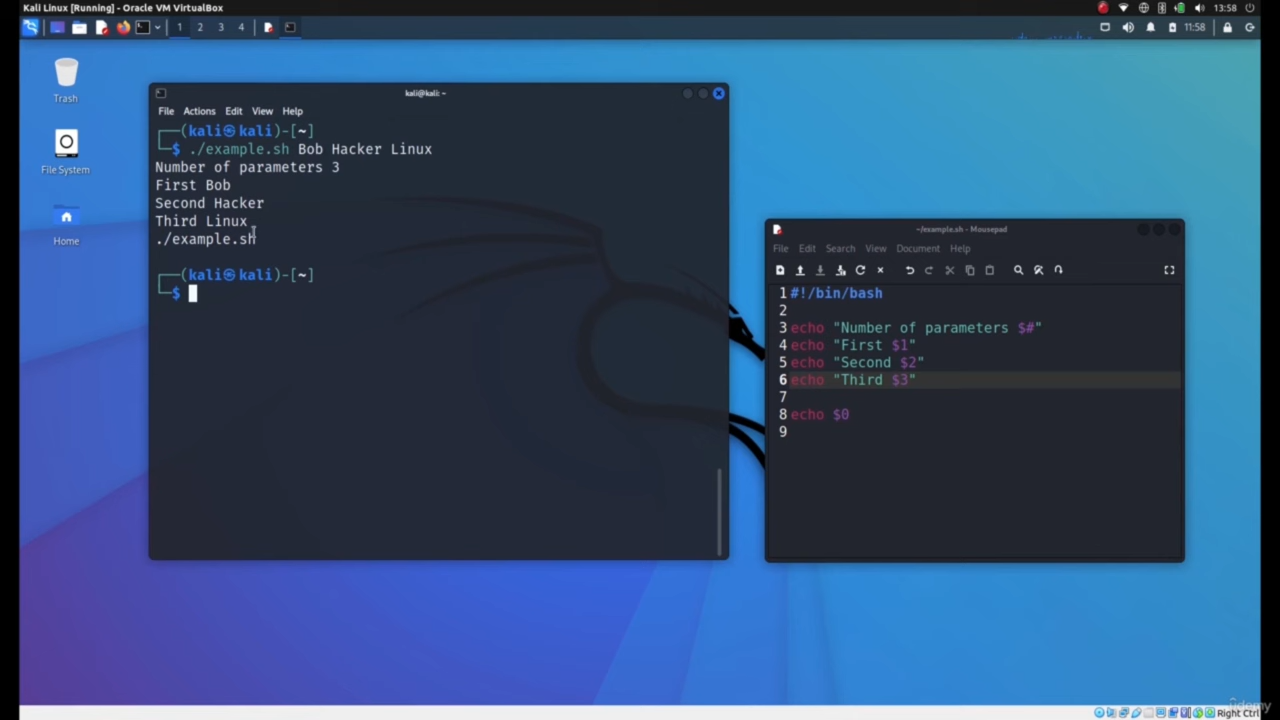 Kali Linux [Running] - Oracle VM VirtualBox
13:58
1 2 3 4
11:58
Trash
File System
Home
kali@kali: ~
File Actions Edit View Help
┌──(kali㉿kali)-[~]
└─$ ./example.sh Bob Hacker Linux
Number of parameters 3
First Bob
Second Hacker
Third Linux
./example.sh
┌──(kali㉿kali)-[~]
└─$
~/example.sh - Mousepad
File Edit Search View Document Help
1 #!/bin/bash
2
3 echo "Number of parameters $#"
4 echo "First $1"
5 echo "Second $2"
6 echo "Third $3"
7
8 echo $0
9
Right Ctrl
udemy